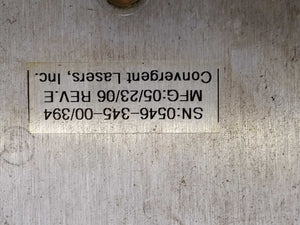 SN:0546-345-00/394
MFG:05/23/06 REV.E
Convergent Lasers, Inc.